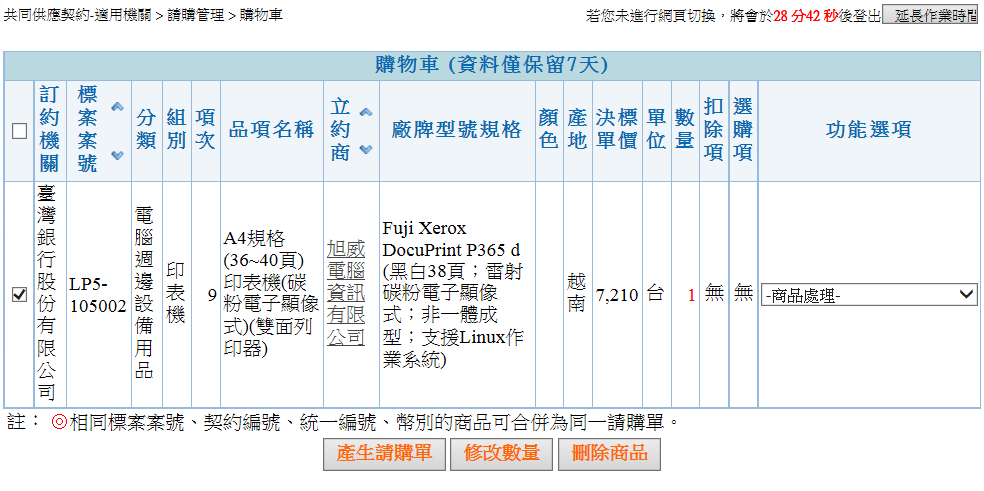 共同供應契約-適用機關 > 請購管理 > 購物車
若您未進行網頁切換，將會於28 分42 秒後登出 延長作業時間
購物車 (資料僅保留7天)
訂約機關
標案案號
分類
組別
項次
品項名稱
立約商
廠牌型號規格
顏色
產地
決標單價
單位
數量
扣除項
選購項
功能選項
臺灣銀行股份有限公司
LP5-
105002
電腦週邊設備用品
印表機
9
A4規格
(36~40頁)
印表機(碳
粉電子顯像
式)(雙面列
印器)
旭威
電腦
資訊
有限
公司
Fuji Xerox
DocuPrint P365 d
(黑白38頁；雷射
碳粉電子顯像
式；非一體成
型；支援Linux作
業系統)
越南
7,210
台
1
無
無
-商品處理-
註： ◎相同標案案號、契約編號、統一編號、幣別的商品可合併為同一請購單。
產生請購單 修改數量 刪除商品